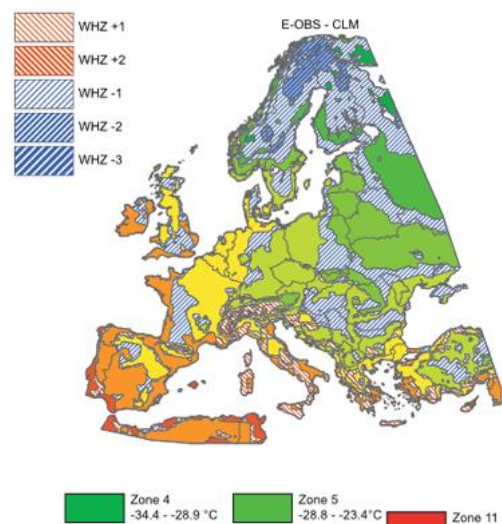 E-OBS - CLM
WHZ +1
WHZ +2
WHZ -1
WHZ -2
WHZ -3
Zone 4
-34.4 - -28.9 °C
Zone 5
-28.8 - -23.4°C
Zone 11